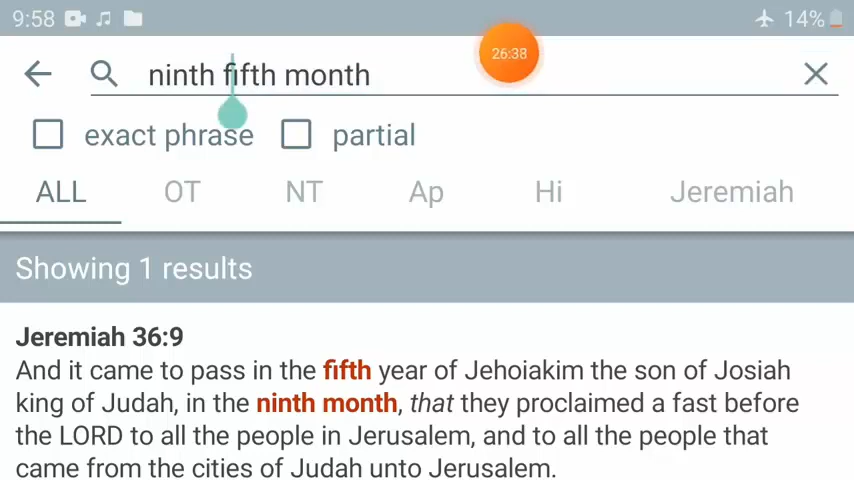 9:58 14%
26:38
ninth fifth month
exact phrase partial
ALL OT NT Ap Hi Jeremiah
Showing 1 results
Jeremiah 36:9
And it came to pass in the fifth year of Jehoiakim the son of Josiah
king of Judah, in the ninth month, that they proclaimed a fast before
the LORD to all the people in Jerusalem, and to all the people that
came from the cities of Judah unto Jerusalem.